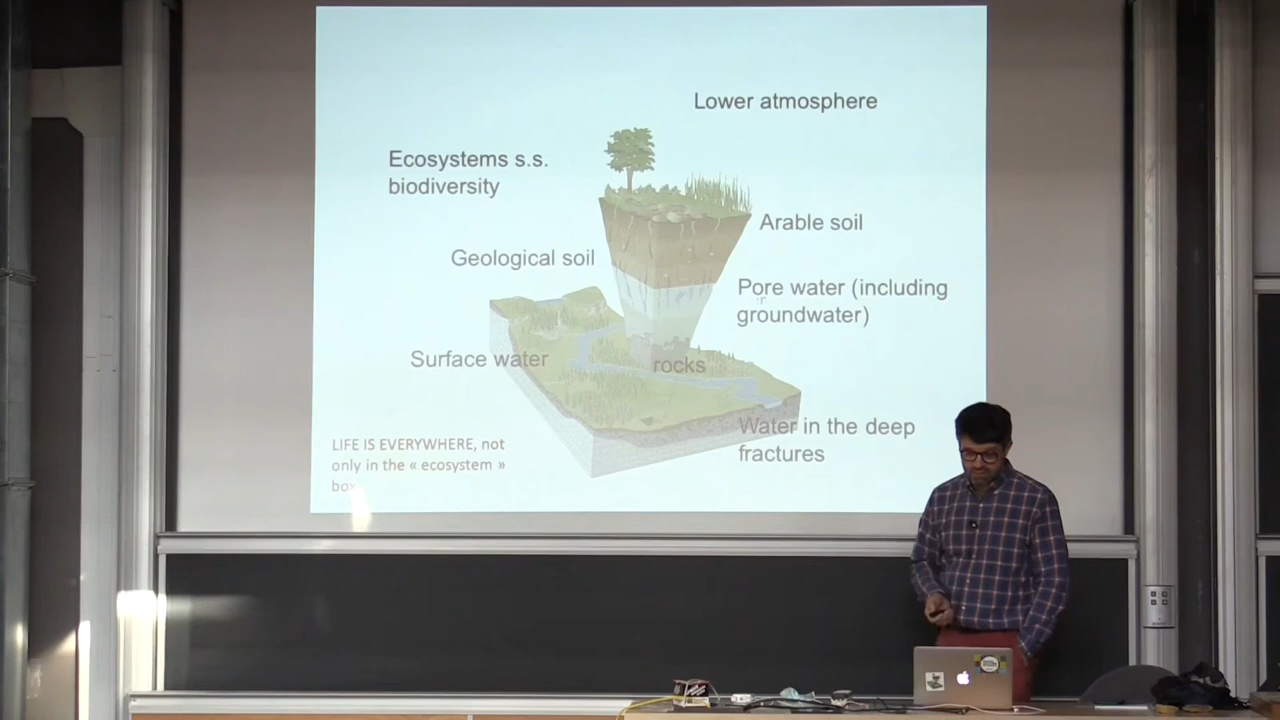 Lower atmosphere
Ecosystems s.s.
biodiversity
Arable soil
Geological soil
Pore water (including
groundwater)
Surface water
rocks
Water in the deep
fractures
LIFE IS EVERYWHERE, not
only in the « ecosystem »
box